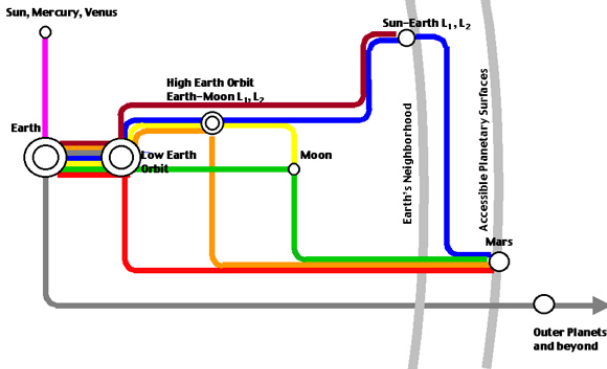 Sun, Mercury, Venus
Sun-Earth L₁, L₂
High Earth Orbit
Earth-Moon L₁, L₂
Earth
Low Earth
Orbit
Moon
Earth's Neighborhood
Accessible Planetary Surfaces
Mars
Outer Planets
and beyond